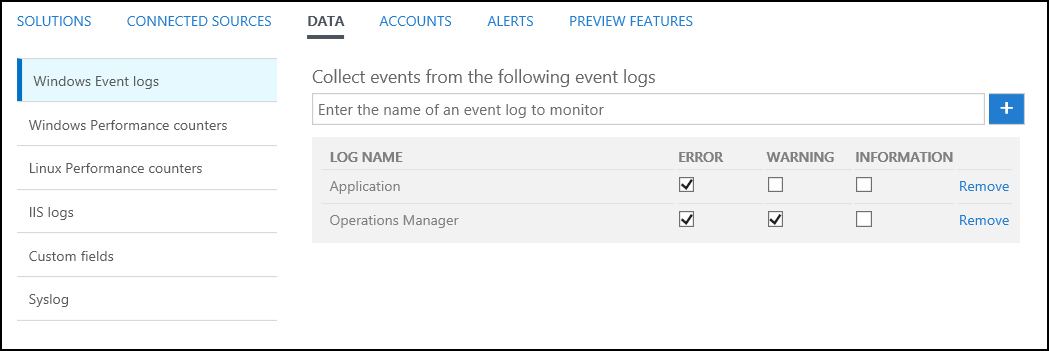 SOLUTIONS CONNECTED SOURCES DATA ACCOUNTS ALERTS PREVIEW FEATURES
Windows Event logs
Windows Performance counters
Linux Performance counters
IIS logs
Custom fields
Syslog
Collect events from the following event logs
Enter the name of an event log to monitor +
LOG NAME ERROR WARNING INFORMATION
Application Remove
Operations Manager Remove